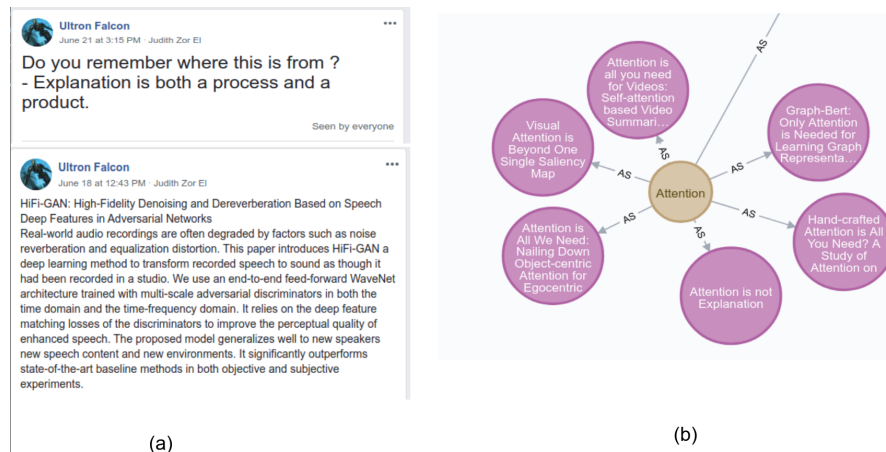 Ultron Falcon
June 21 at 3:15 PM · Judith Zor El
Do you remember where this is from ?
- Explanation is both a process and a
product.
Seen by everyone
Ultron Falcon
June 18 at 12:43 PM · Judith Zor El
HiFi-GAN: High-Fidelity Denoising and Dereverberation Based on Speech
Deep Features in Adversarial Networks
Real-world audio recordings are often degraded by factors such as noise
reverberation and equalization distortion. This paper introduces HiFi-GAN a
deep learning method to transform recorded speech to sound as though it
had been recorded in a studio. We use an end-to-end feed-forward WaveNet
architecture trained with multi-scale adversarial discriminators in both the
time domain and the time-frequency domain. It relies on the deep feature
matching losses of the discriminators to improve the perceptual quality of
enhanced speech. The proposed model generalizes well to new speakers
new speech content and new environments. It significantly outperforms
state-of-the-art baseline methods in both objective and subjective
experiments.
(a)
AS
Attention is
all you need
for Videos:
Self-attention
based Video
Summari…
Graph-Bert:
Only Attention
is Needed for
Learning Graph
Representa…
Visual
Attention is
Beyond One
Single Saliency
Map
AS
AS
AS
Attention
AS
AS
AS
Attention
is All We Need:
Nailing Down
Object-centric
Attention for
Egocentric
Hand-crafted
Attention is All
You Need? A
Study of
Attention on
Attention is not
Explanation
(b)